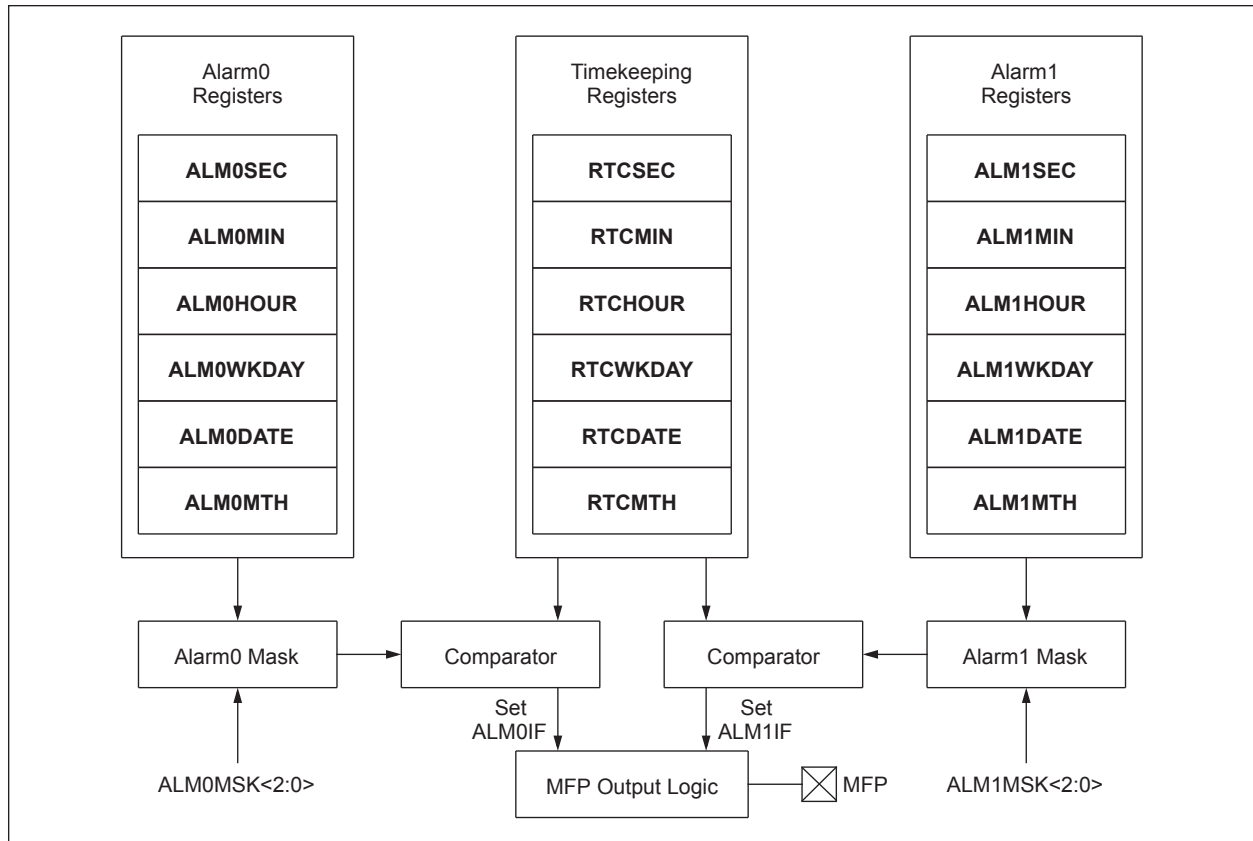 Alarm0
Registers
ALM0SEC
ALM0MIN
ALM0HOUR
ALM0WKDAY
ALM0DATE
ALM0MTH
Timekeeping
Registers
RTCSEC
RTCMIN
RTCHOUR
RTCWKDAY
RTCDATE
RTCMTH
Alarm1
Registers
ALM1SEC
ALM1MIN
ALM1HOUR
ALM1WKDAY
ALM1DATE
ALM1MTH
Alarm0 Mask
Comparator
Comparator
Alarm1 Mask
Set
ALM0IF
Set
ALM1IF
ALM0MSK<2:0>
MFP Output Logic
MFP
ALM1MSK<2:0>